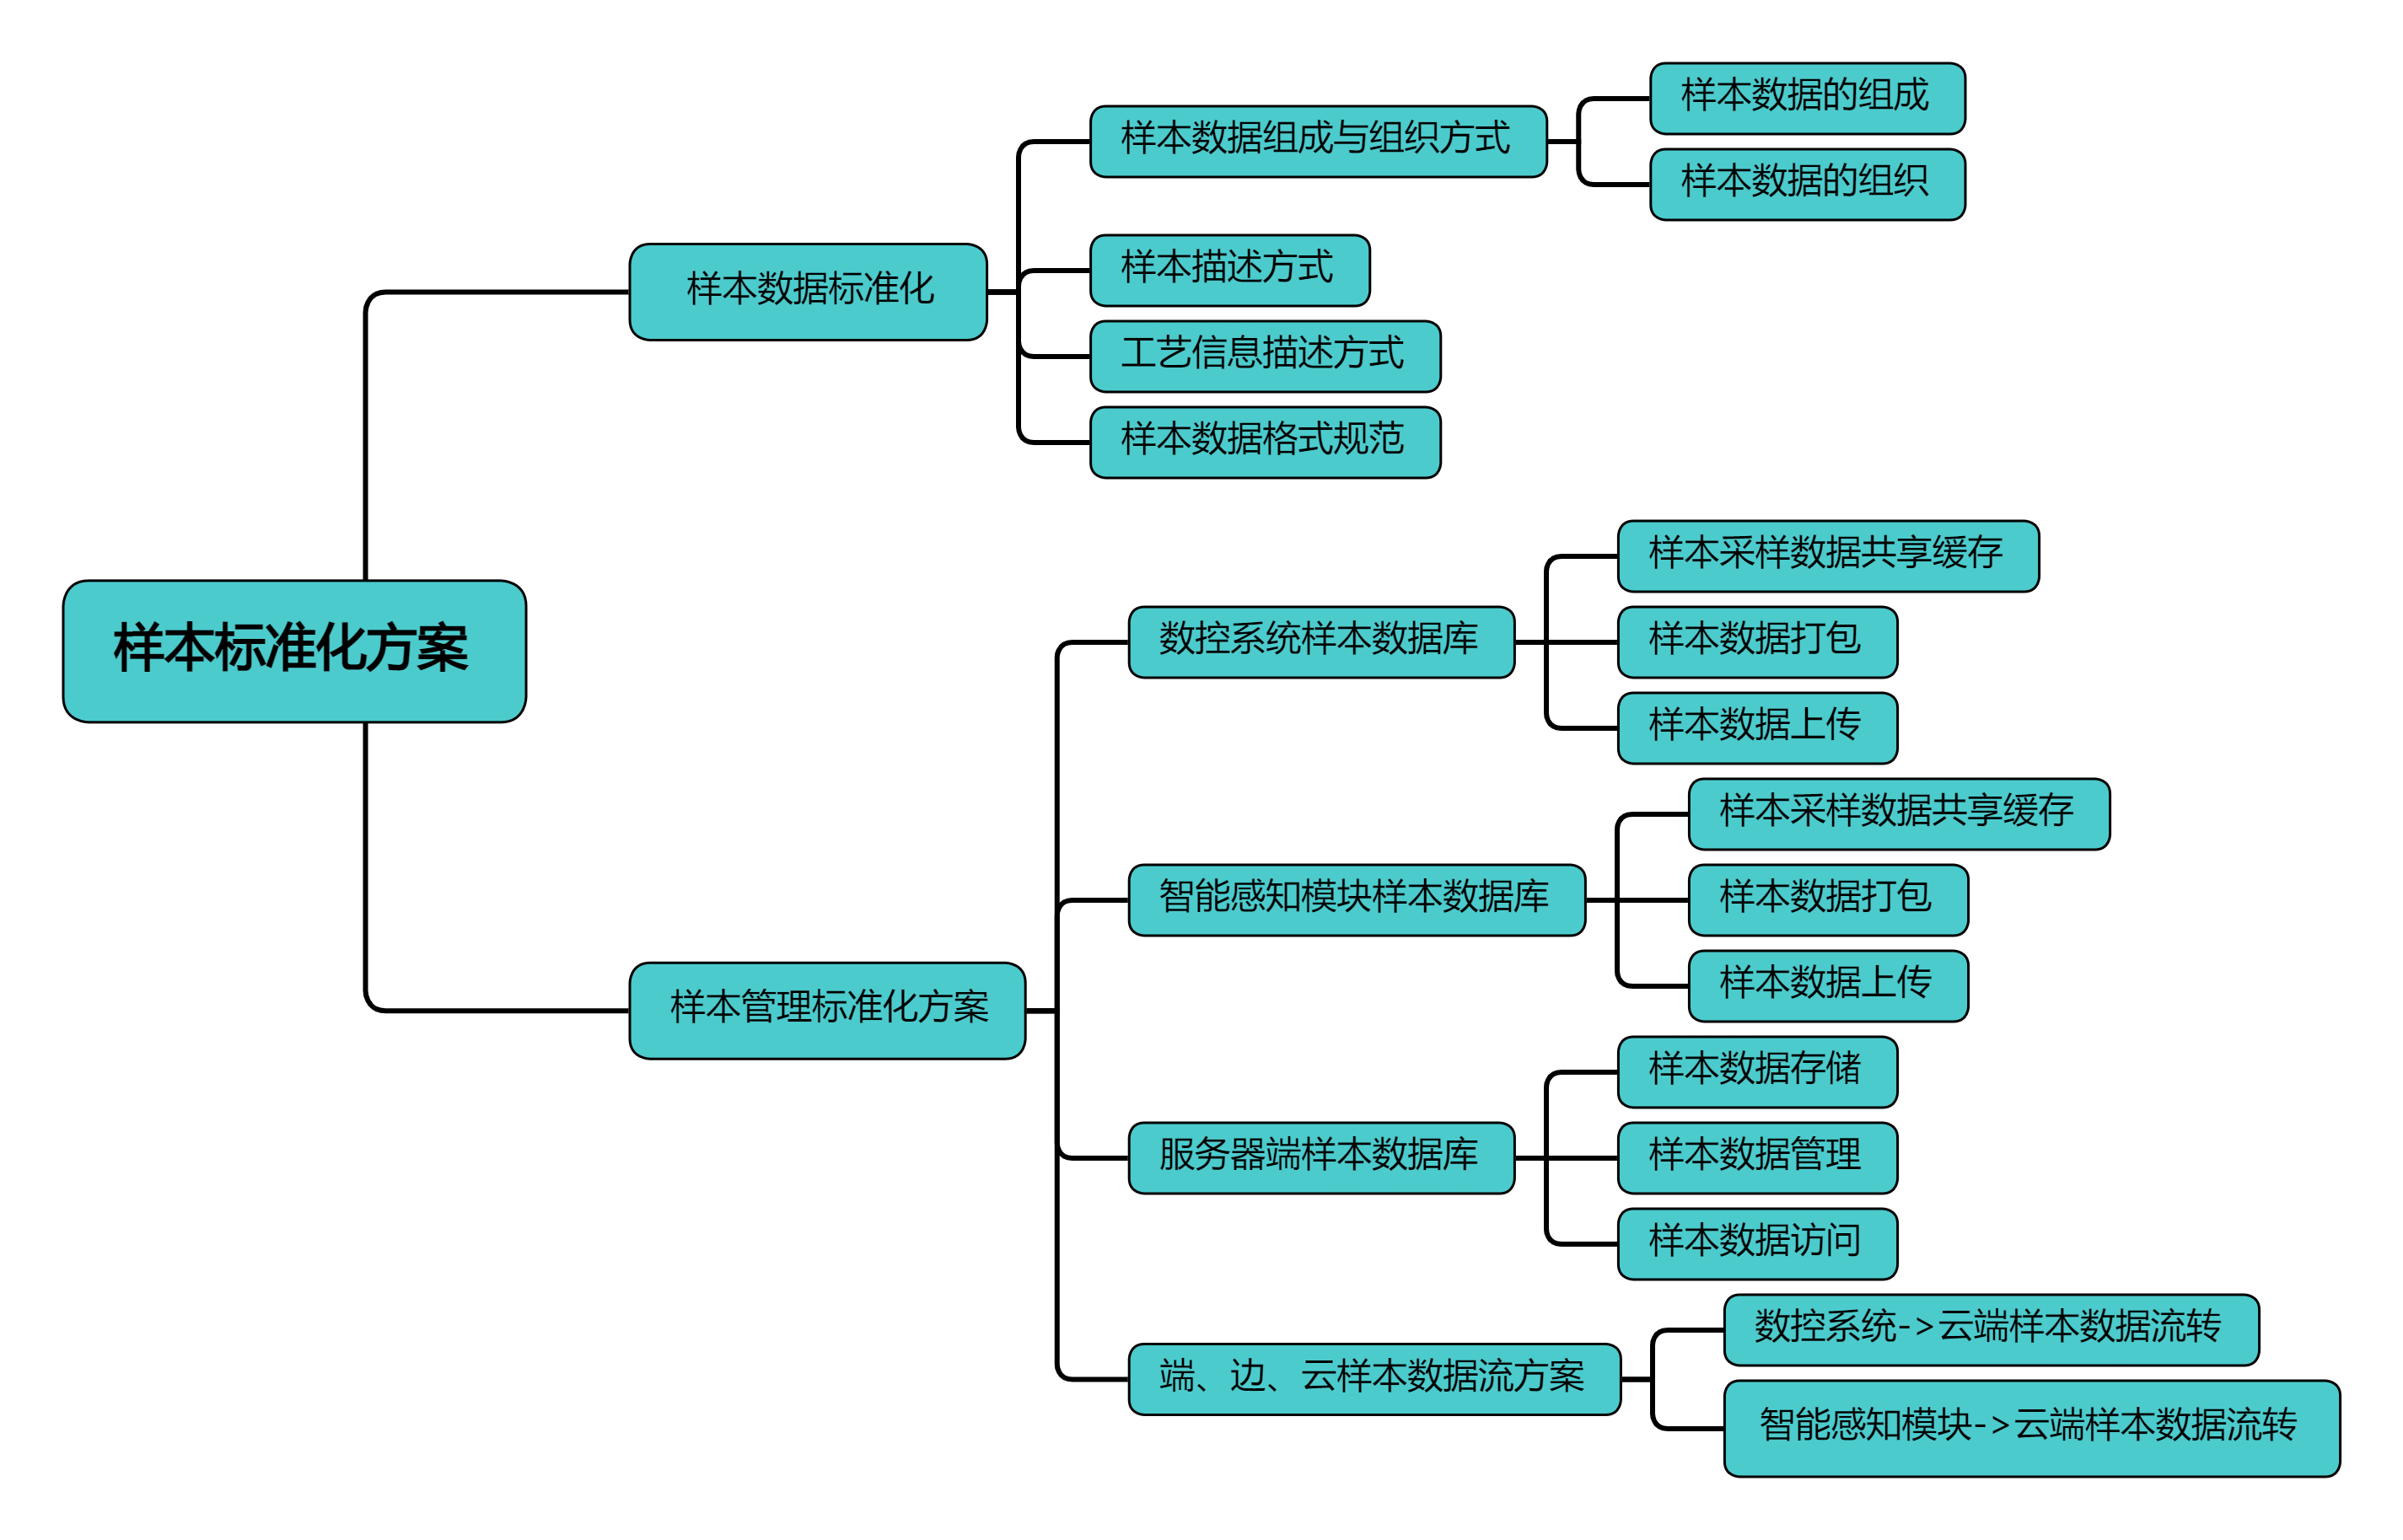 样本标准化方案
样本数据标准化
样本数据组成与组织方式
样本数据的组成
样本数据的组织
样本描述方式
工艺信息描述方式
样本数据格式规范
样本管理标准化方案
数控系统样本数据库
样本采样数据共享缓存
样本数据打包
样本数据上传
智能感知模块样本数据库
样本采样数据共享缓存
样本数据打包
样本数据上传
服务器端样本数据库
样本数据存储
样本数据管理
样本数据访问
端、边、云样本数据流方案
数控系统->云端样本数据流转
智能感知模块->云端样本数据流转